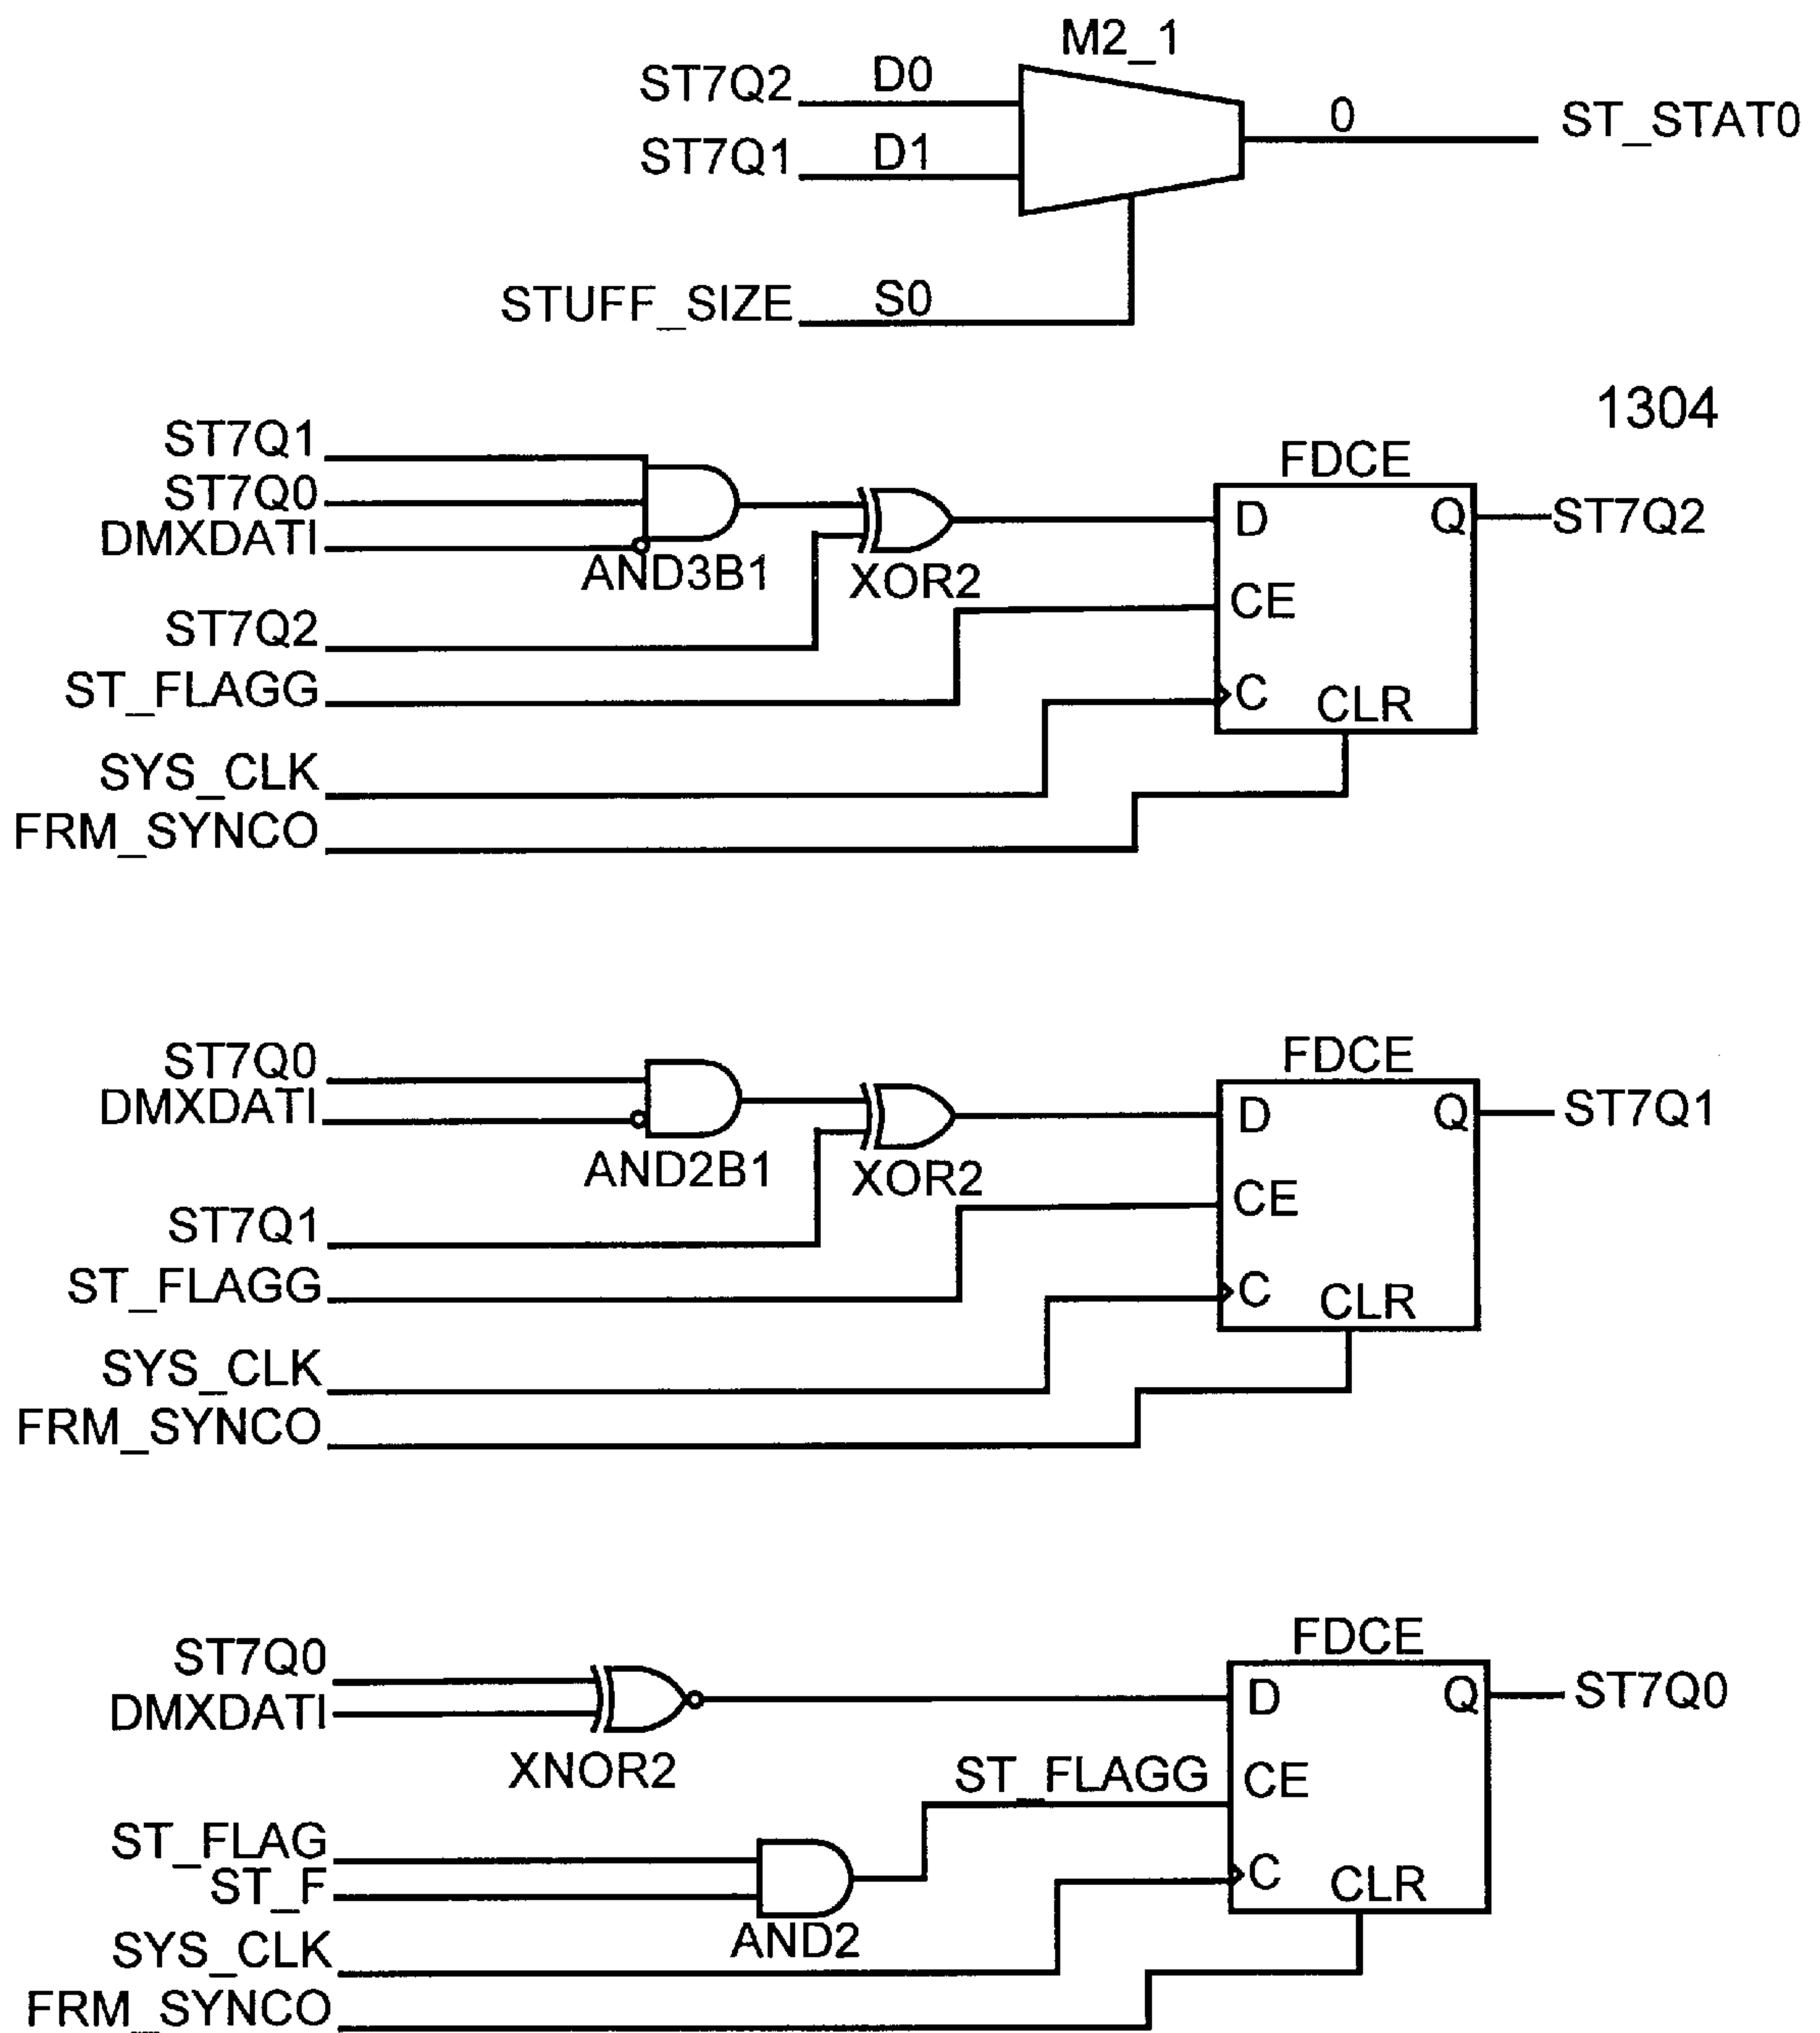 M2_1
ST7Q2 D0
0 ST_STAT0
ST7Q1 D1
STUFF_SIZE S0
1304
ST7Q1
FDCE
ST7Q0
D Q ST7Q2
DMXDATI
AND3B1 XOR2
CE
ST7Q2
ST_FLAGG
C CLR
SYS_CLK
FRM_SYNCO
FDCE
ST7Q0
DMXDATI
D Q ST7Q1
AND2B1 XOR2
CE
ST7Q1
ST_FLAGG
C CLR
SYS_CLK
FRM_SYNCO
FDCE
ST7Q0
DMXDATI
D Q ST7Q0
XNOR2
ST_FLAGG CE
ST_FLAG
ST_F
C CLR
AND2
SYS_CLK
FRM_SYNCO